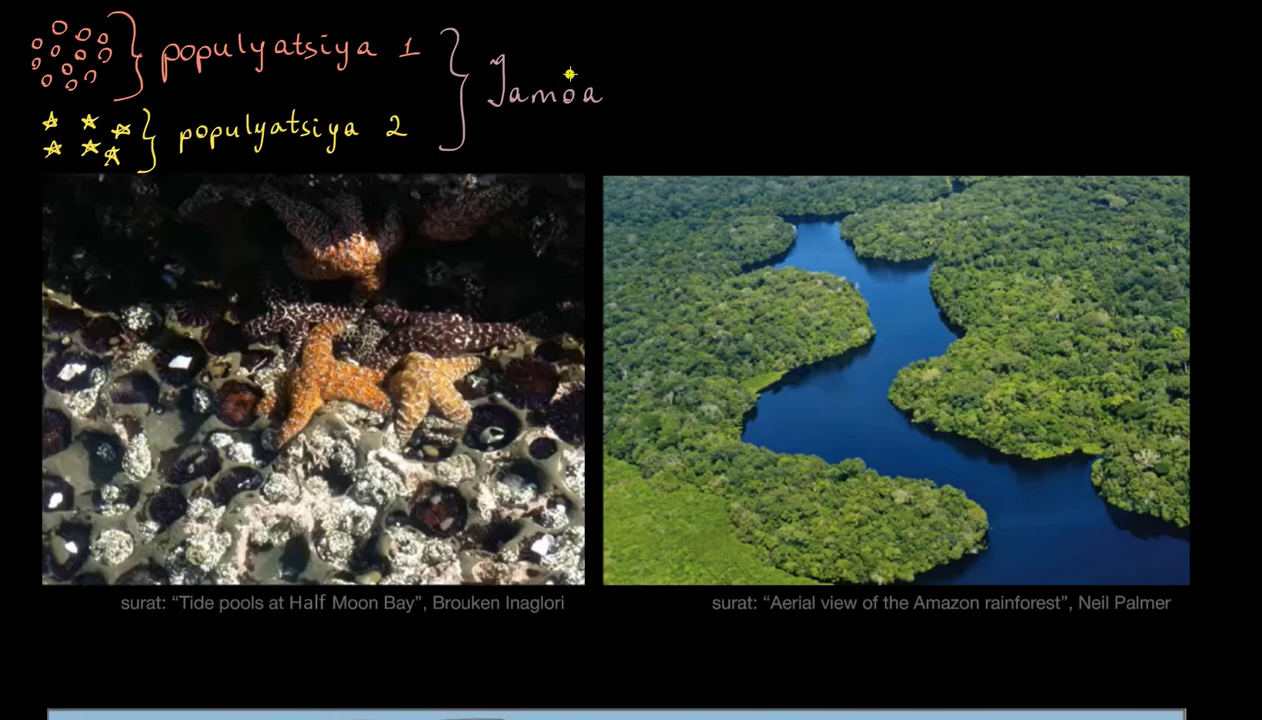 populyatsiya 1
Jamoa
populyatsiya 2
surat: “Tide pools at Half Moon Bay”, Brouken Inaglori
surat: “Aerial view of the Amazon rainforest”, Neil Palmer